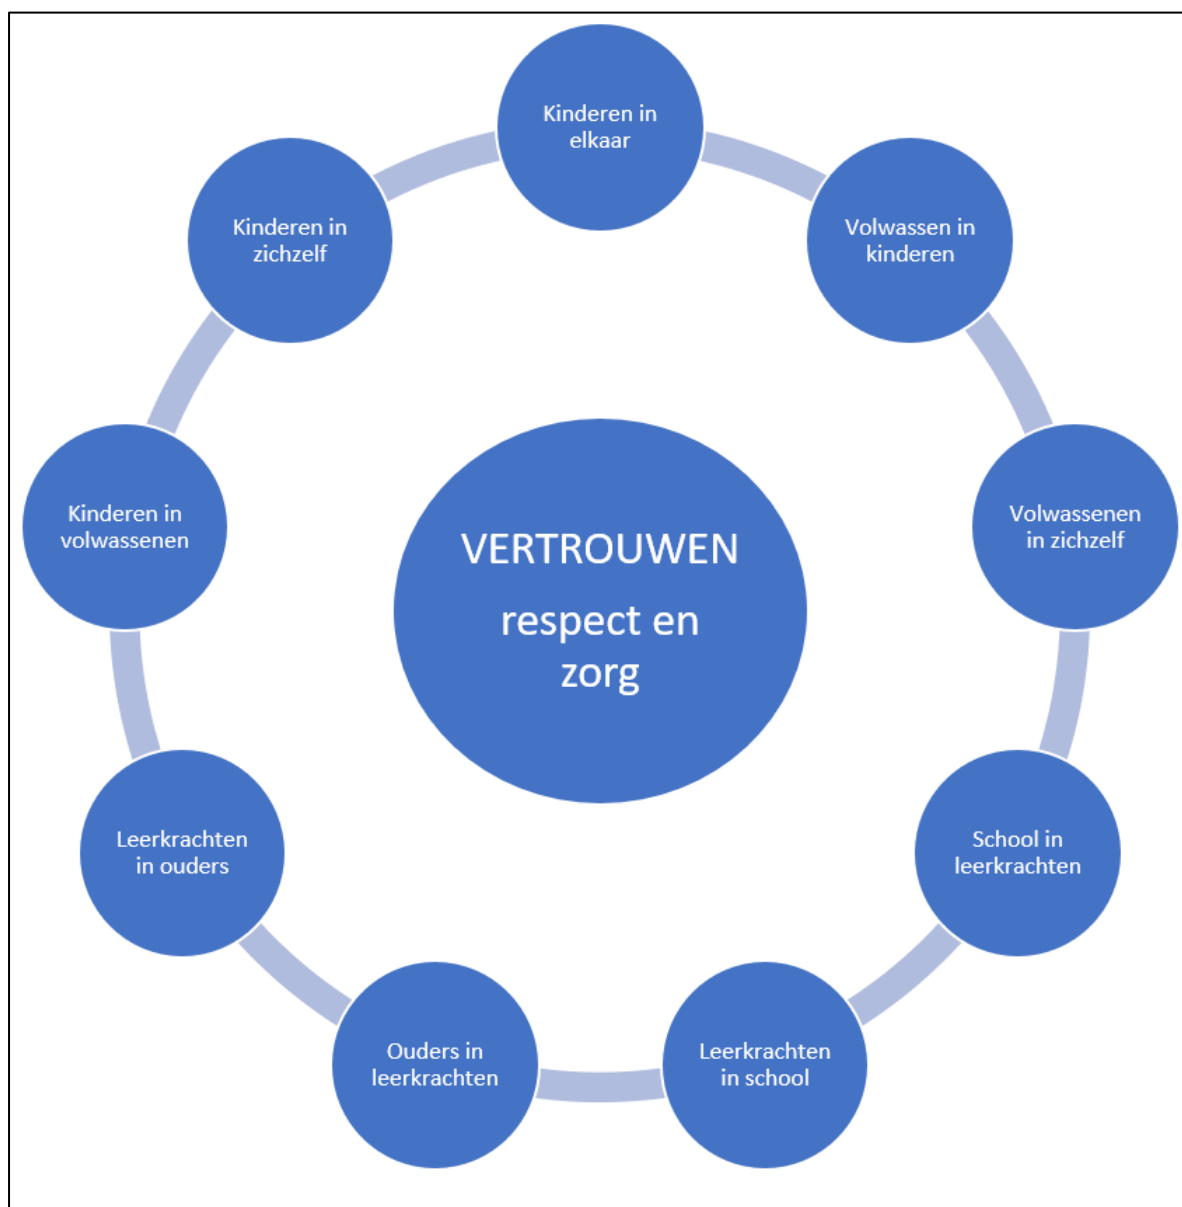 Kinderen in
elkaar
Volwassen in
kinderen
Volwassenen
in zichzelf
School in
leerkrachten
Leerkrachten
in school
Ouders in
leerkrachten
Leerkrachten
in ouders
Kinderen in
volwassenen
Kinderen in
zichzelf
VERTROUWEN
respect en
zorg